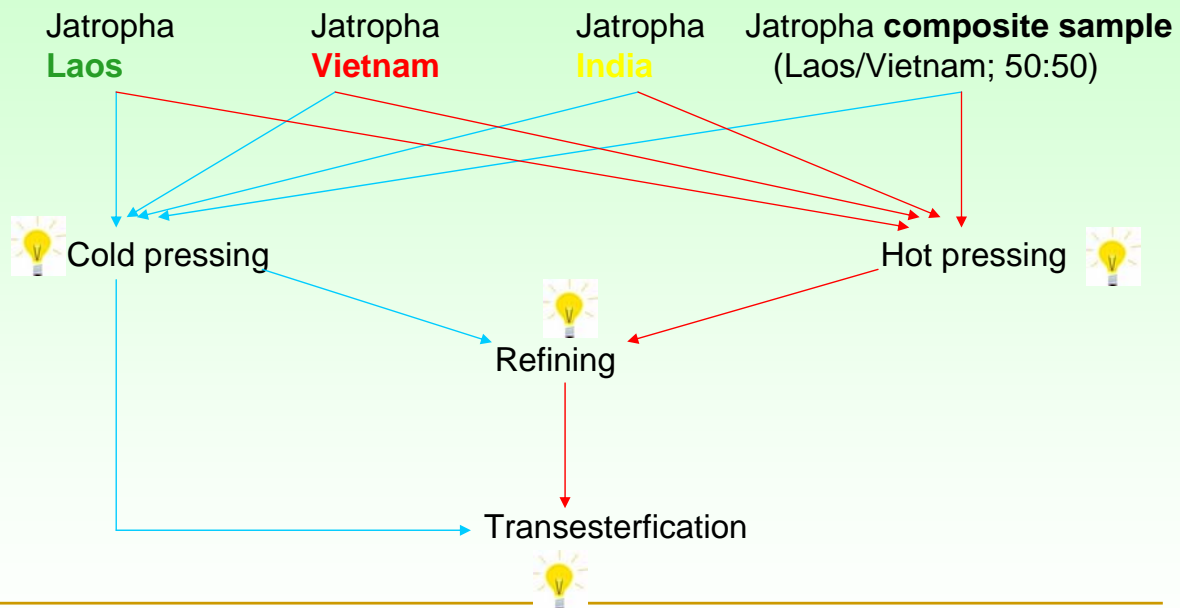 Jatropha Laos
Jatropha Vietnam
Jatropha India
Jatropha composite sample
(Laos/Vietnam; 50:50)
Cold pressing
Hot pressing
Refining
Transesterfication